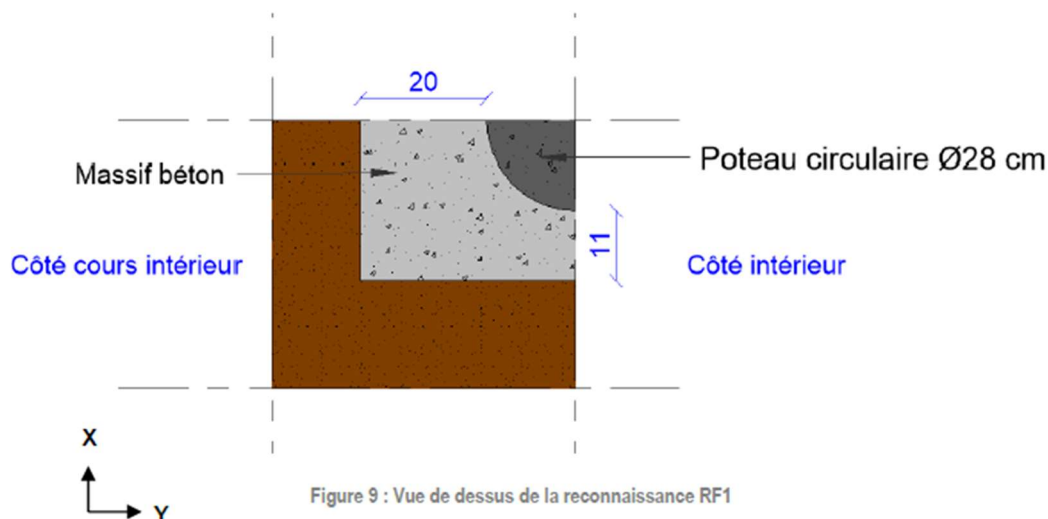 20
Massif béton
Poteau circulaire Ø28 cm
11
Côté cours intérieur
Côté intérieur
X
Y
Figure 9 : Vue de dessus de la reconnaissance RF1